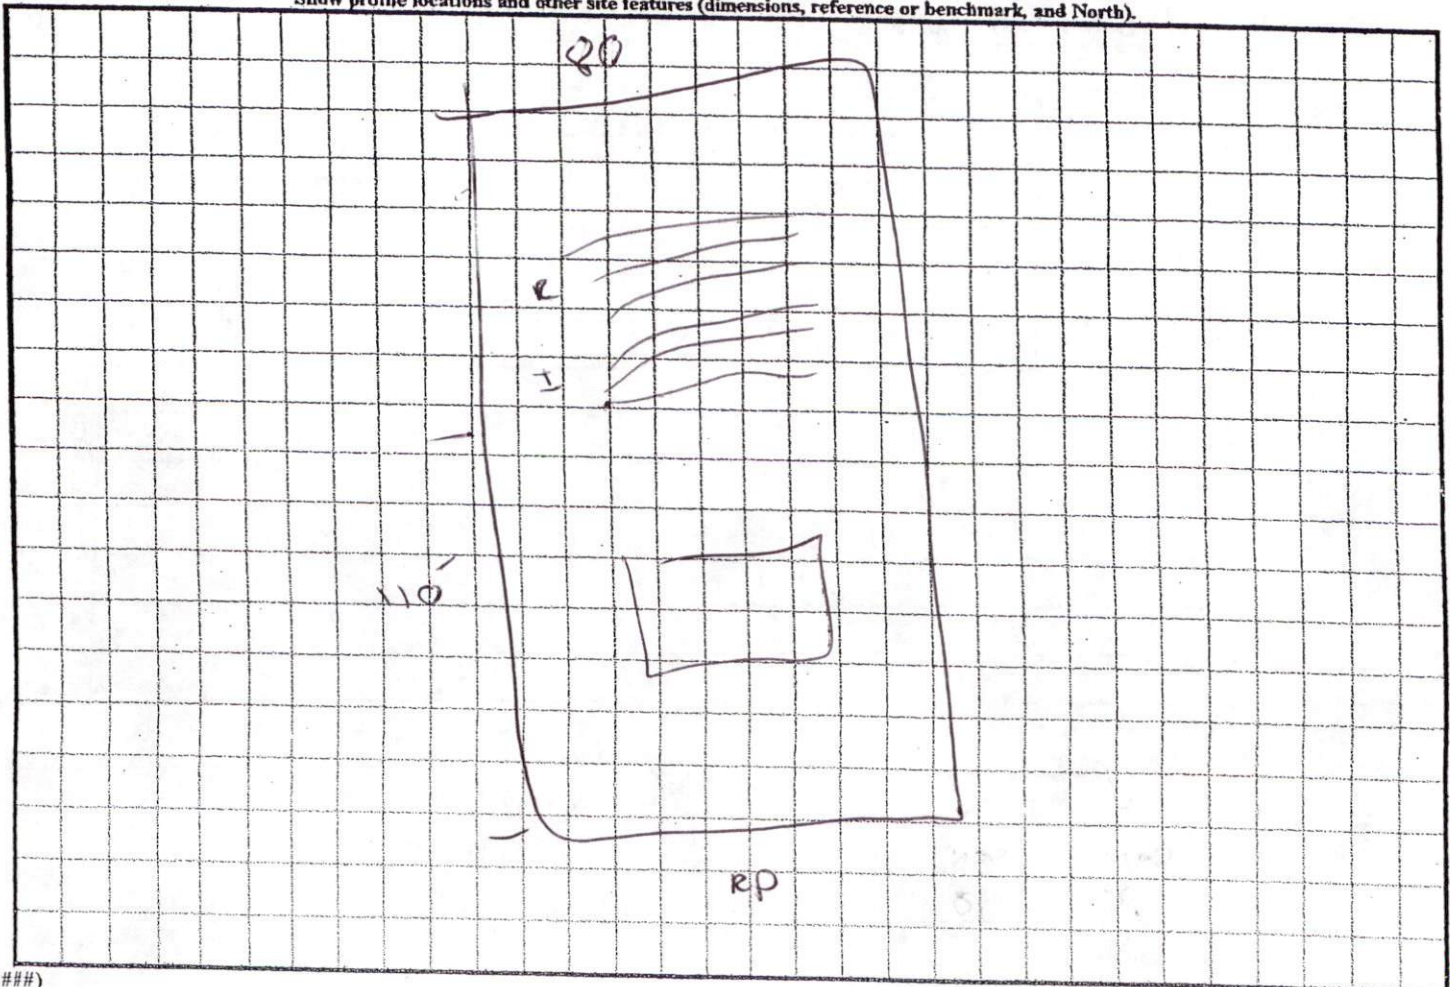 Show profile locations and other site features (dimensions, reference or benchmark, and North).
80
R
I
110'
RP
###)